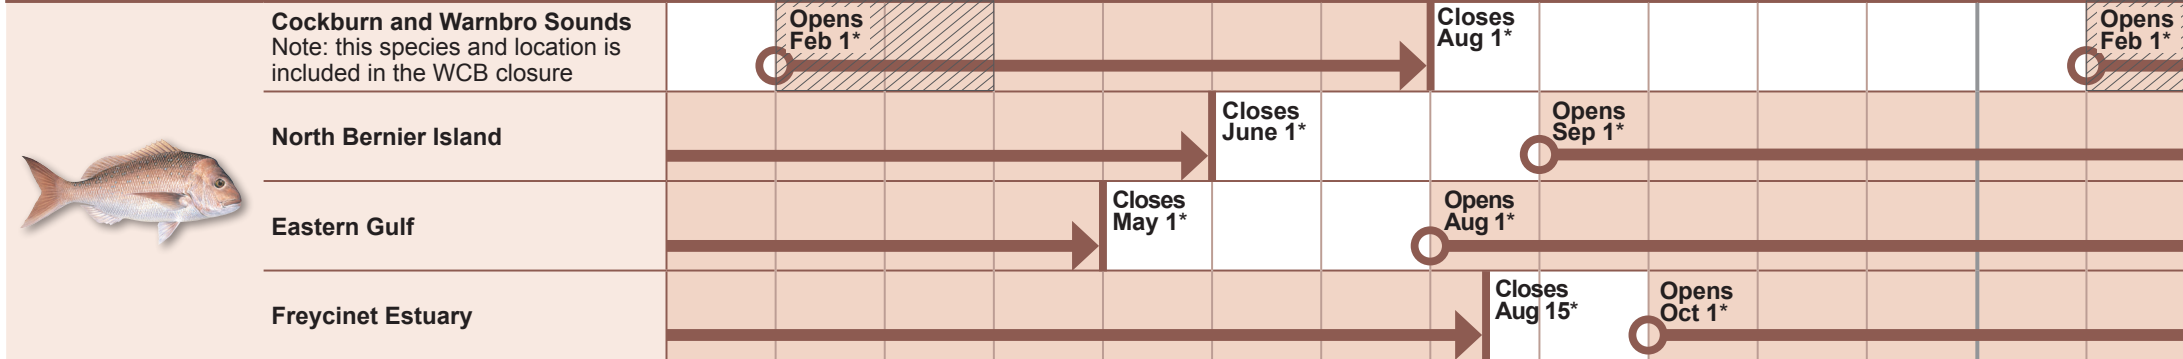 Cockburn and Warnbro Sounds
Note: this species and location is
included in the WCB closure
Opens
Feb 1*
Closes
Aug 1*
Opens
Feb 1*
North Bernier Island
Closes
June 1*
Opens
Sep 1*
Eastern Gulf
Closes
May 1*
Opens
Aug 1*
Freycinet Estuary
Closes
Aug 15*
Opens
Oct 1*